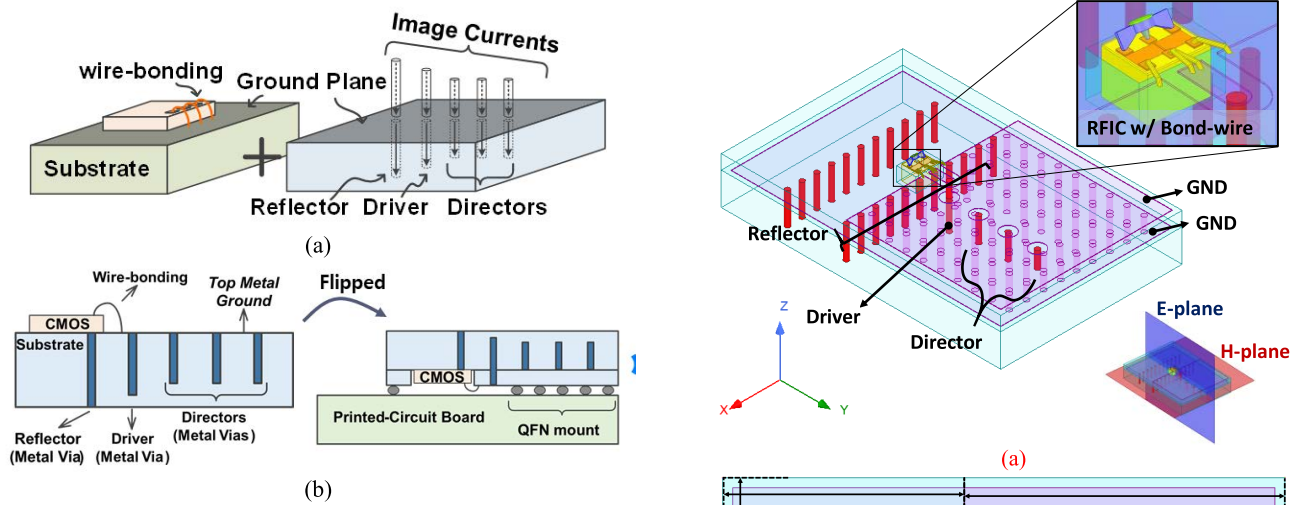 Image Currents
wire-bonding
Ground Plane
Substrate
Reflector Driver Directors
(a)
Wire-bonding
Top Metal
Ground
Flipped
CMOS
Substrate
CMOS
Printed-Circuit Board
QFN mount
Reflector
(Metal Via)
Driver
(Metal Via)
Directors
(Metal Vias)
(b)
RFIC w/ Bond-wire
GND
GND
Reflector
Driver
Director
Z
X
Y
E-plane
H-plane
(a)